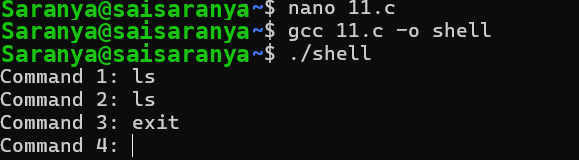 Saranya@saisaranya:~$ nano 11.c
Saranya@saisaranya:~$ gcc 11.c -o shell
Saranya@saisaranya:~$ ./shell
Command 1: ls
Command 2: ls
Command 3: exit
Command 4: